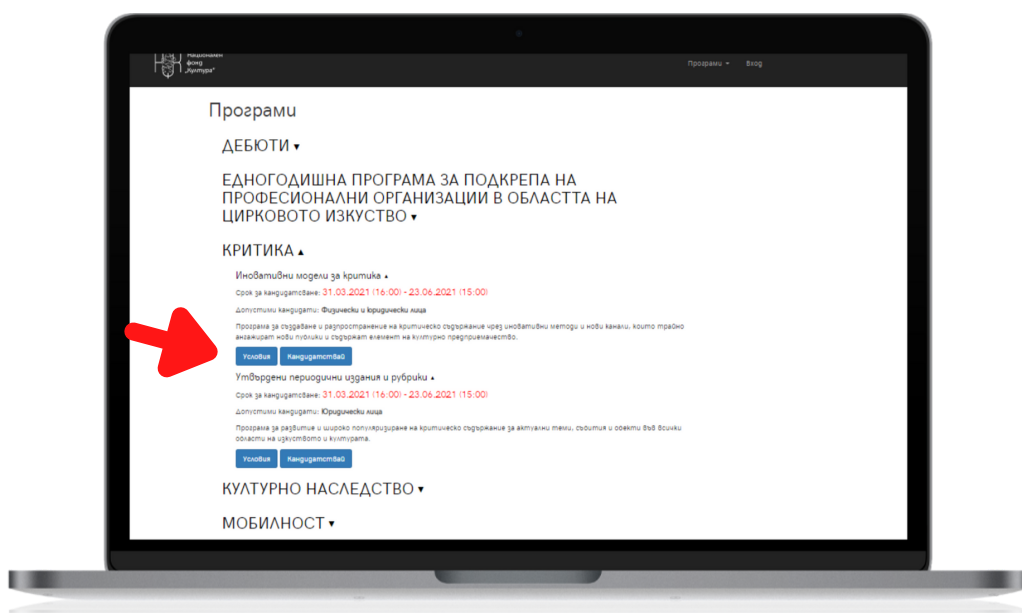 Национален
фонд
„Култура“
Програми
Вход
Програми
ДЕБЮТИ ▾
ЕДНОГОДИШНА ПРОГРАМА ЗА ПОДКРЕПА НА
ПРОФЕСИОНАЛНИ ОРГАНИЗАЦИИ В ОБЛАСТТА НА
ЦИРКОВОТО ИЗКУСТВО ▾
КРИТИКА ▴
Иновативни модели за критика ▴
Срок за кандидатстване: 31.03.2021 (16:00) - 23.06.2021 (15:00)
Допустими кандидати: Физически и юридически лица
Програма за създаване и разпространение на критическо съдържание чрез иновативни методи и нови канали, които трайно
ангажират нови публики и съдържат елемент на културно предприемачество.
Условия Кандидатствай
Утвърдени периодични издания и рубрики ▴
Срок за кандидатстване: 31.03.2021 (16:00) - 23.06.2021 (15:00)
Допустими кандидати: Юридически лица
Програма за развитие и широко популяризиране на критическо съдържание за актуални теми, събития и обекти във всички
области на изкуството и културата.
Условия Кандидатствай
КУЛТУРНО НАСЛЕДСТВО ▾
МОБИЛНОСТ ▾